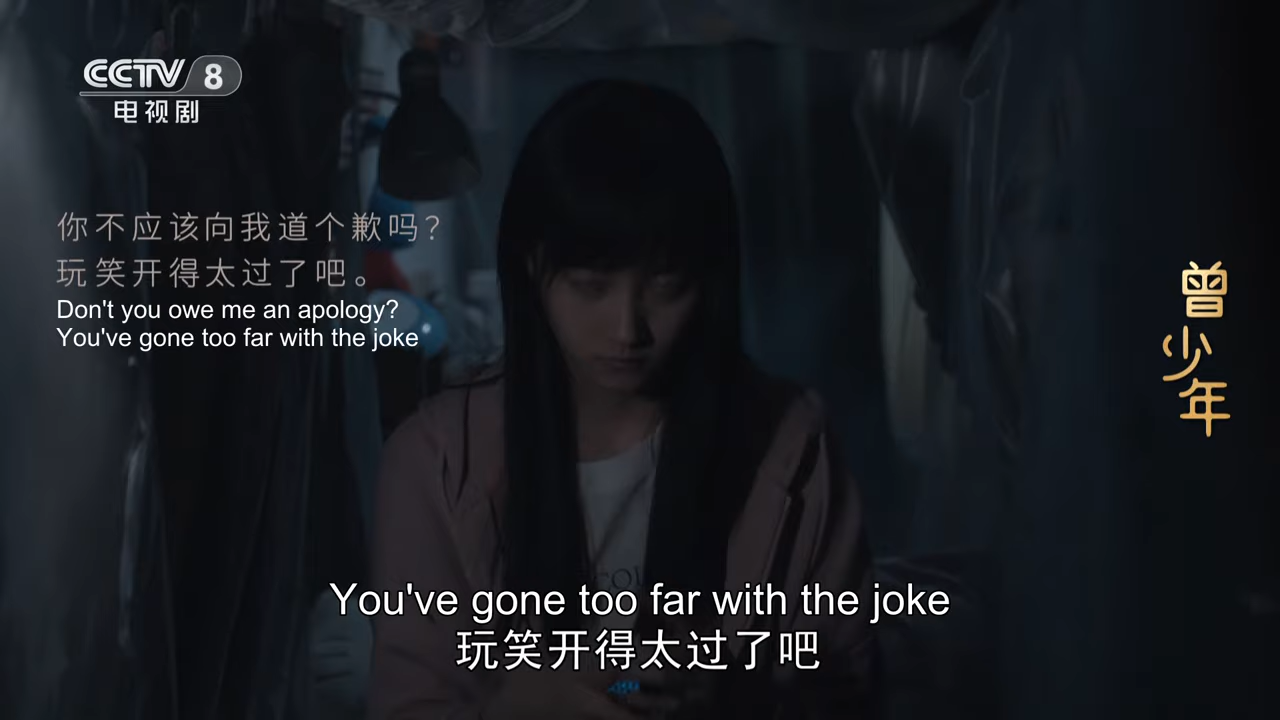 CCTV 8
电视剧
你不应该向我道个歉吗？
玩笑开得太过了吧。
Don't you owe me an apology?
You've gone too far with the joke
曾少年
You've gone too far with the joke
玩笑开得太过了吧